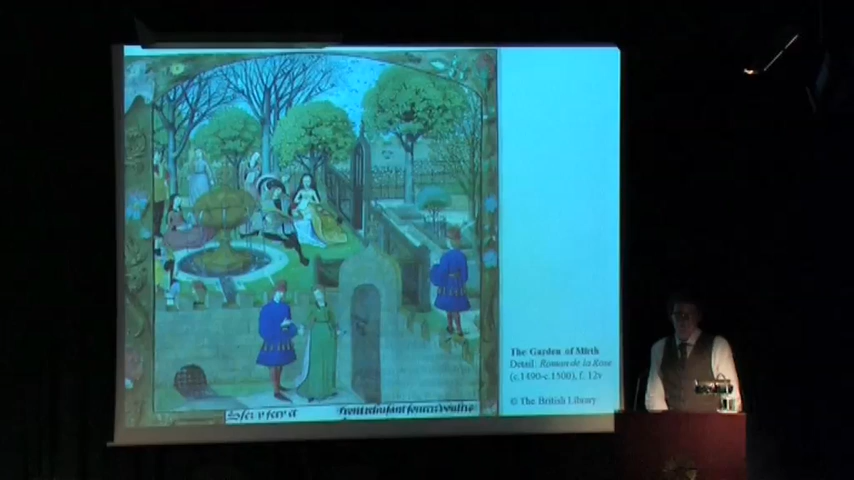 The Garden of Mirth
Detail: Roman de la Rose
(c.1490-c.1500), f. 12v
© The British Library